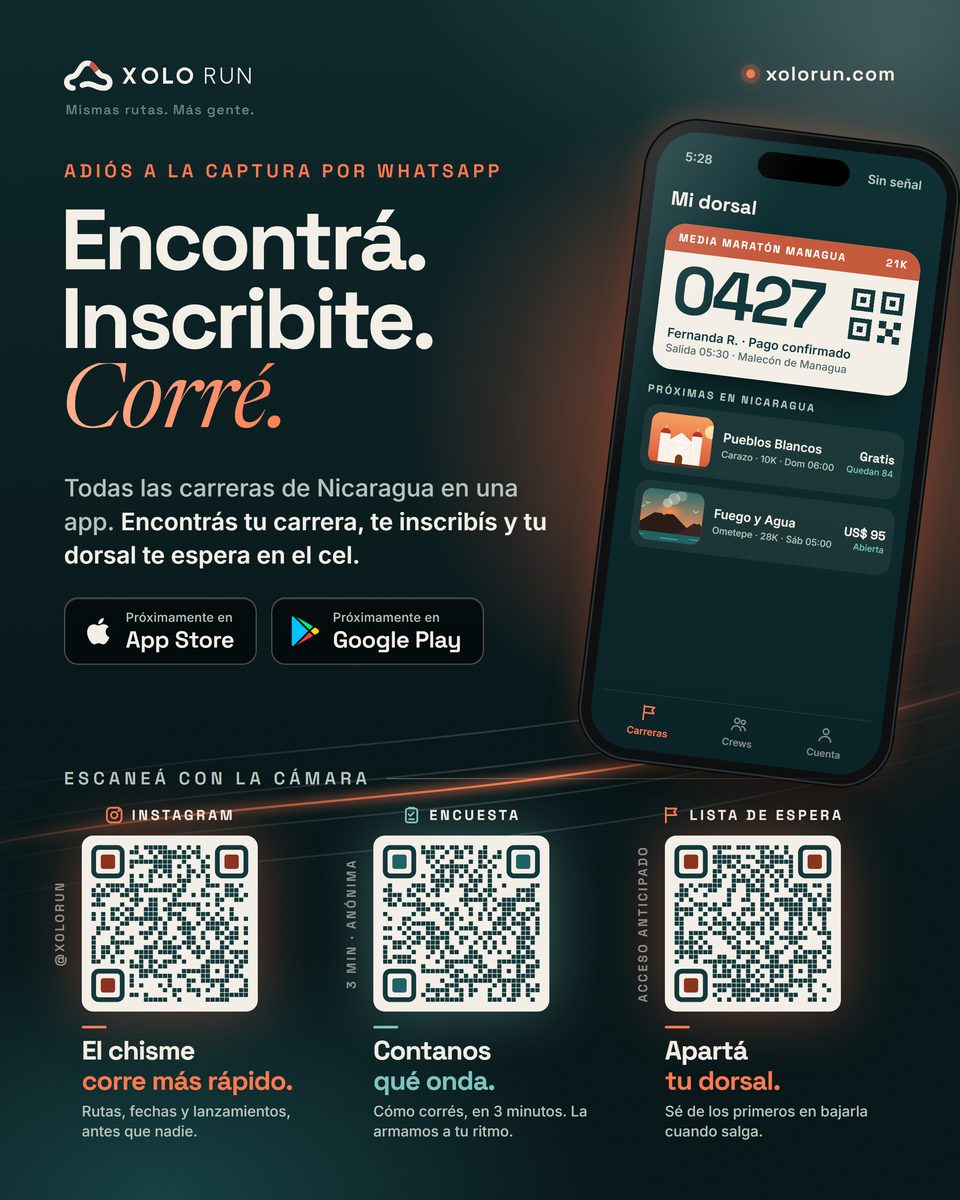 XOLO RUN
Mismas rutas. Más gente.
xolorun.com
ADIÓS A LA CAPTURA POR WHATSAPP
Encontrá.
Inscribite.
Corré.
Todas las carreras de Nicaragua en una
app. Encontrás tu carrera, te inscribís y tu
dorsal te espera en el cel.
Próximamente en
App Store
Próximamente en
Google Play
5:28
Sin señal
Mi dorsal
MEDIA MARATÓN MANAGUA 21K
0427
Fernanda R. · Pago confirmado
Salida 05:30 · Malecón de Managua
PRÓXIMAS EN NICARAGUA
Pueblos Blancos
Carazo · 10K · Dom 06:00
Gratis
Quedan 84
Fuego y Agua
Ometepe · 28K · Sáb 05:00
US$ 95
Abierta
Carreras
Crews
Cuenta
ESCANEÁ CON LA CÁMARA
INSTAGRAM
@XOLORUN
El chisme
corre más rápido.
Rutas, fechas y lanzamientos,
antes que nadie.
ENCUESTA
3 MIN · ANÓNIMA
Contanos
qué onda.
Cómo corrés, en 3 minutos. La
armamos a tu ritmo.
LISTA DE ESPERA
ACCESO ANTICIPADO
Apartá
tu dorsal.
Sé de los primeros en bajarla
cuando salga.